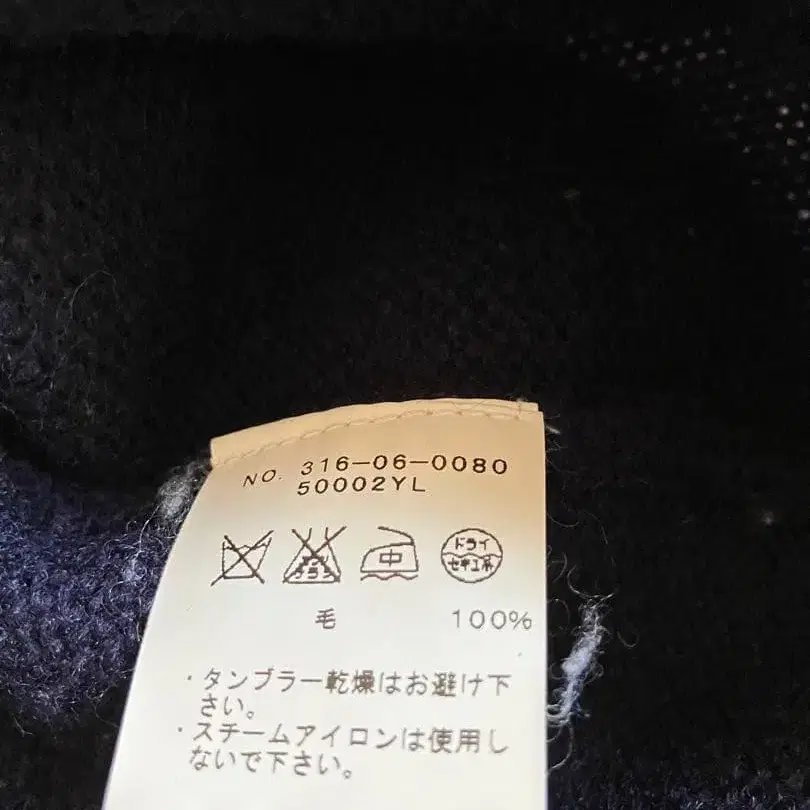 NO. 316-06-0080
50002YL
中 ドライ
セキユ系
毛 100%
・タンブラー乾燥はお避け下
さい。
・スチームアイロンは使用し
ないで下さい。